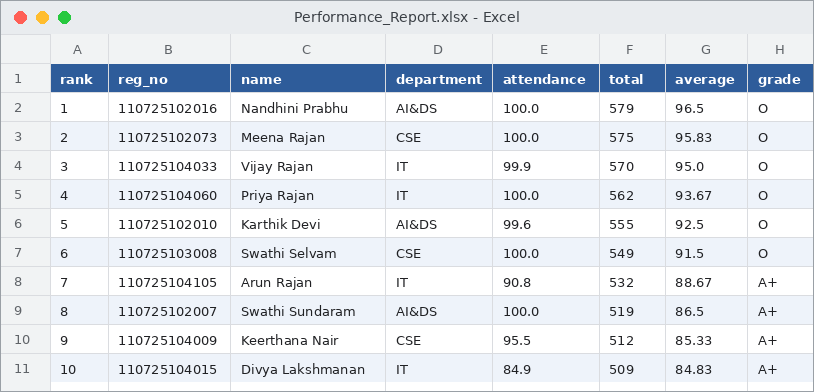 Performance_Report.xlsx - Excel
A B C D E F G H
1 rank reg_no name department attendance total average grade
2 1 110725102016 Nandhini Prabhu AI&DS 100.0 579 96.5 O
3 2 110725102073 Meena Rajan CSE 100.0 575 95.83 O
4 3 110725104033 Vijay Rajan IT 99.9 570 95.0 O
5 4 110725104060 Priya Rajan IT 100.0 562 93.67 O
6 5 110725102010 Karthik Devi AI&DS 99.6 555 92.5 O
7 6 110725103008 Swathi Selvam CSE 100.0 549 91.5 O
8 7 110725104105 Arun Rajan IT 90.8 532 88.67 A+
9 8 110725102007 Swathi Sundaram AI&DS 100.0 519 86.5 A+
10 9 110725104009 Keerthana Nair CSE 95.5 512 85.33 A+
11 10 110725104015 Divya Lakshmanan IT 84.9 509 84.83 A+